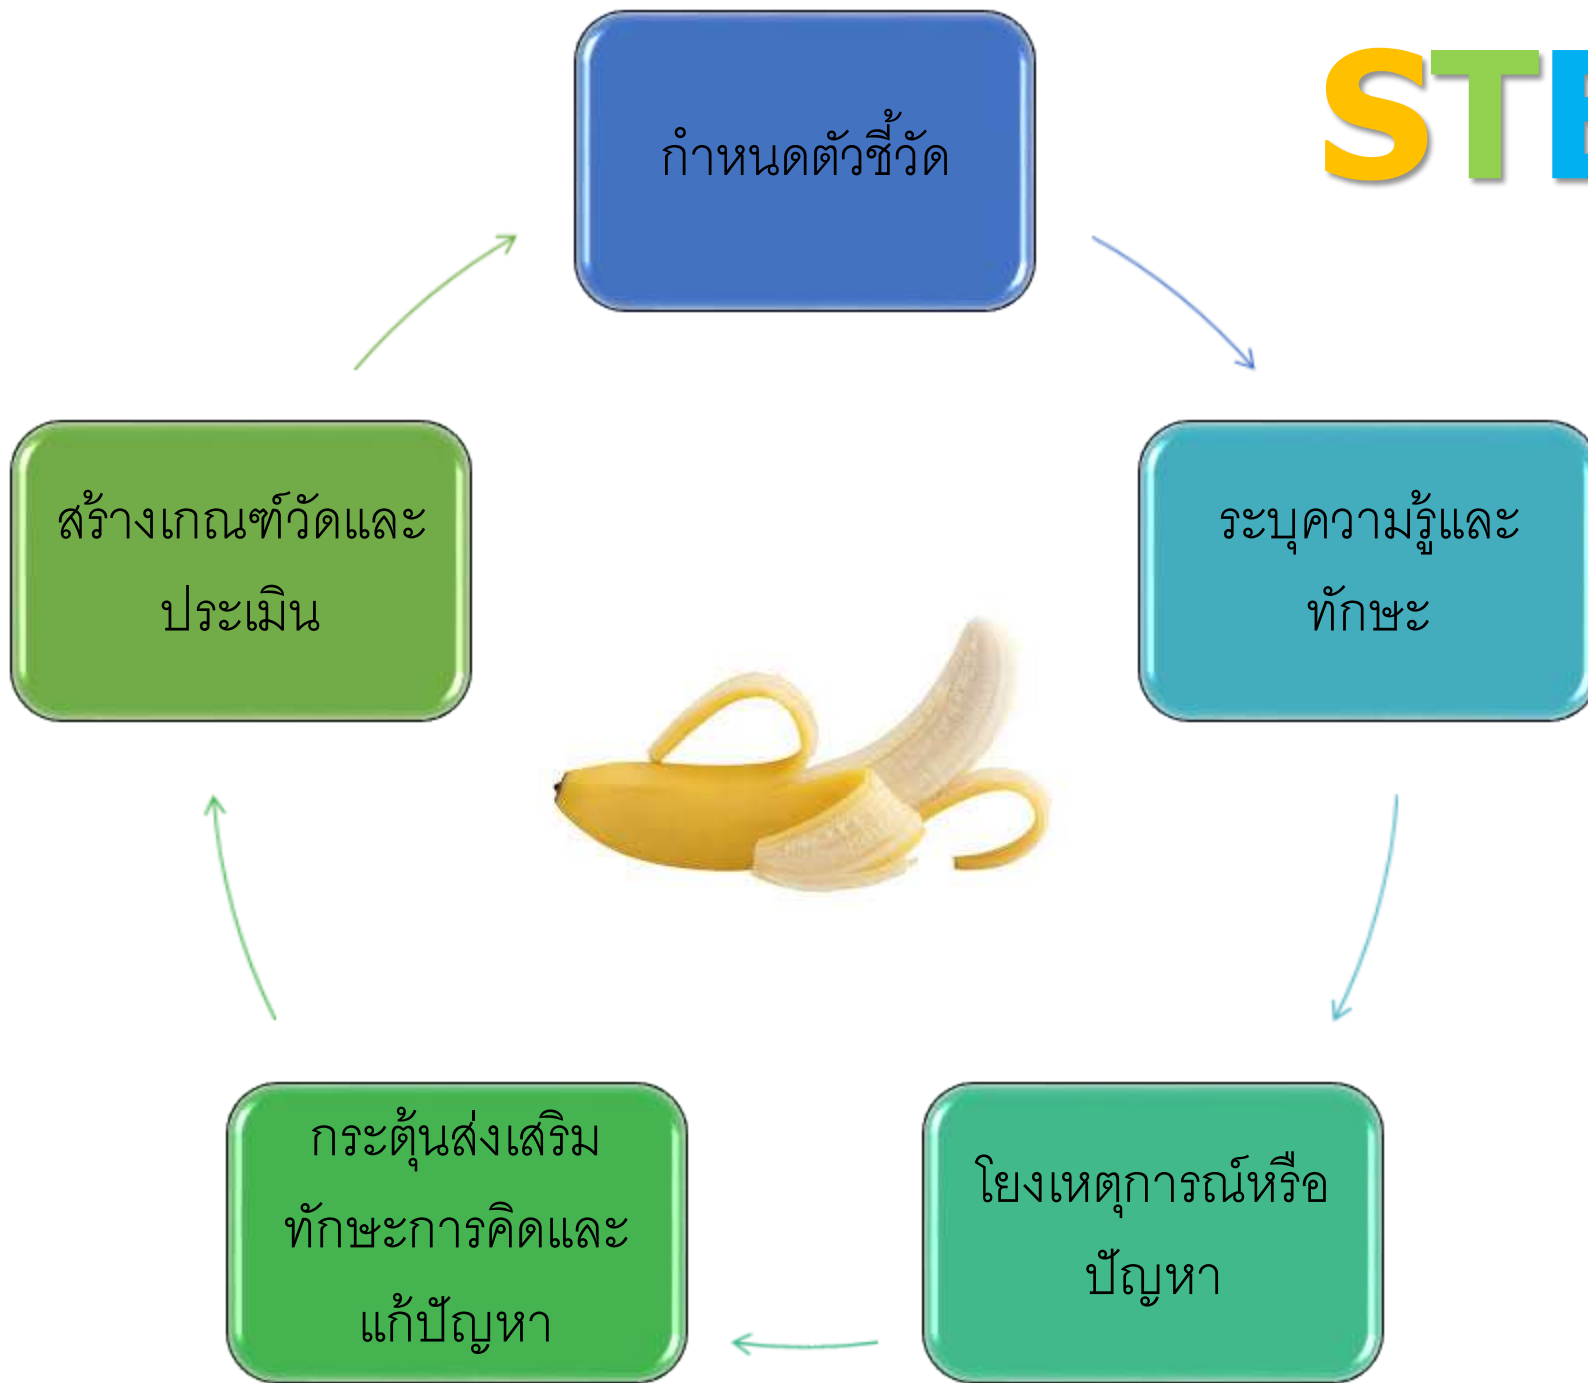 STE
กำหนดตัวชี้วัด
ระบุความรู้และ
ทักษะ
โยงเหตุการณ์หรือ
ปัญหา
กระตุ้นส่งเสริม
ทักษะการคิดและ
แก้ปัญหา
สร้างเกณฑ์วัดและ
ประเมิน